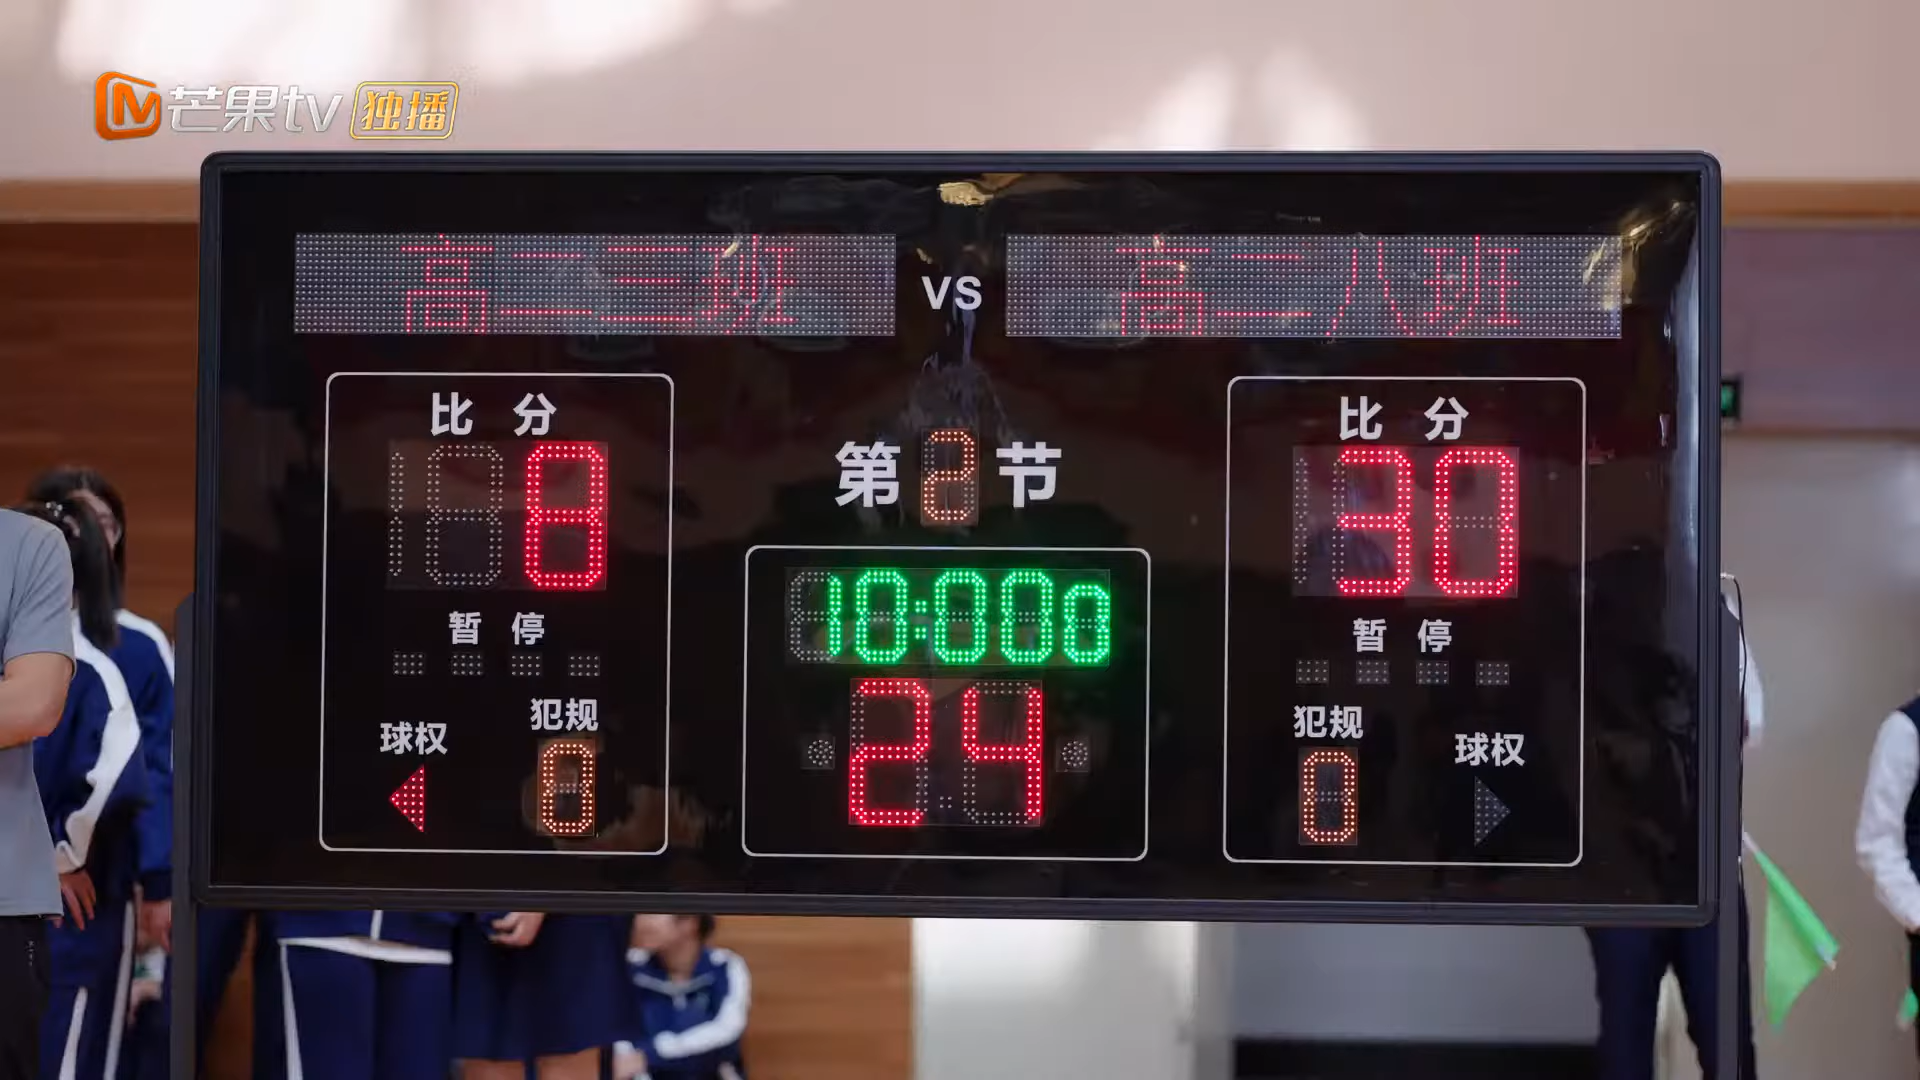 芒果tv 独播
高二三班 VS 高二八班
比分 8
第2节
比分 30
暂停
10:000
暂停
24
球权 犯规 0
犯规 0 球权